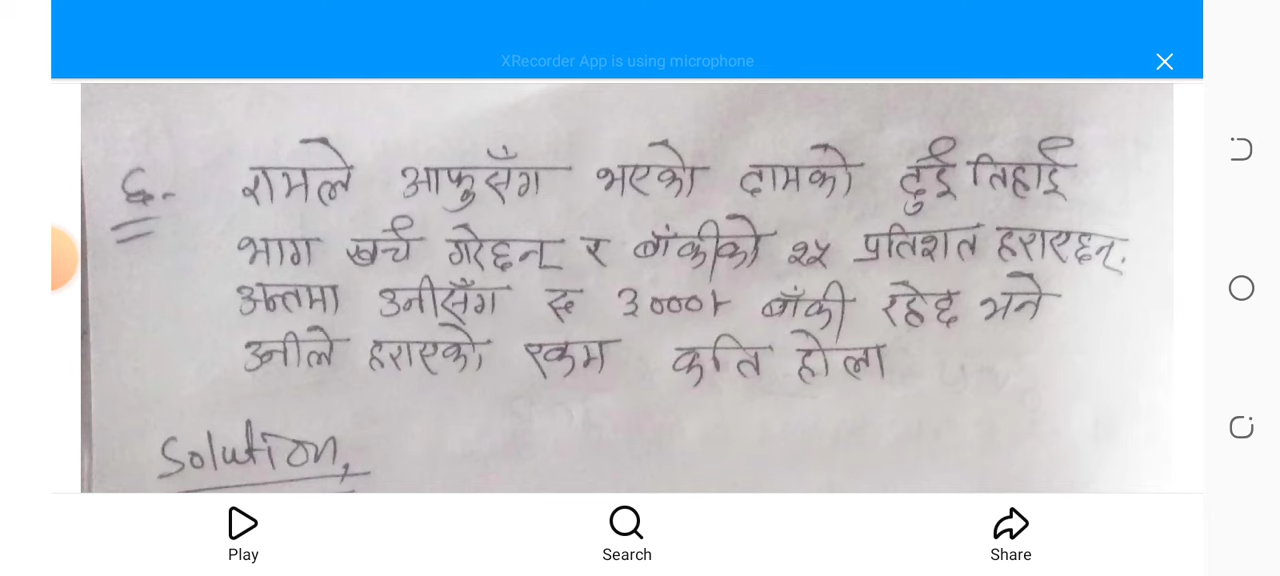 XRecorder App is using microphone
६. रामले आफुसँग भएको दामको दुई तिहाई
भाग खर्च गरेछन् र बाँकीको २५ प्रतिशत हराएछन्.
अन्तमा उनीसँग रू ३०००।- बाँकी रहेछ भने
उनीले हराएको रकम कति होला
Solution,
Play Search Share